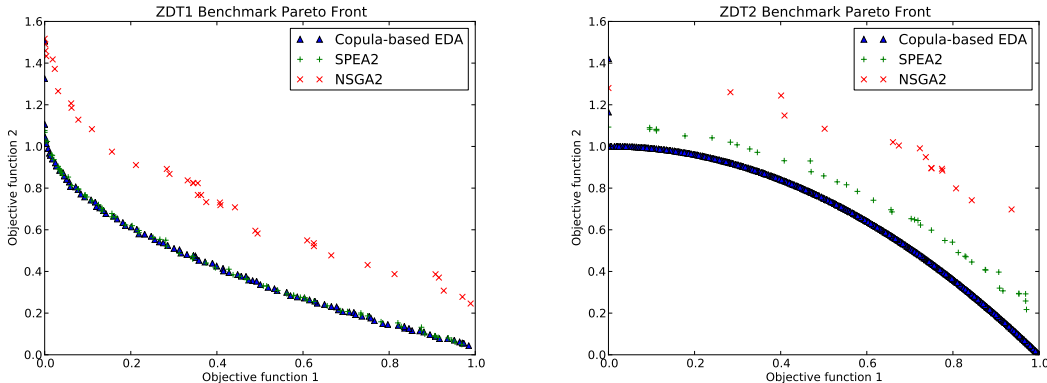 ZDT1 Benchmark Pareto Front
1.6
1.4
1.2
1.0
0.8
0.6
0.4
0.2
0.0
Objective function 2
Copula-based EDA
SPEA2
NSGA2
0.0 0.2 0.4 0.6 0.8 1.0
Objective function 1
ZDT2 Benchmark Pareto Front
1.6
1.4
1.2
1.0
0.8
0.6
0.4
0.2
0.0
Objective function 2
Copula-based EDA
SPEA2
NSGA2
0.0 0.2 0.4 0.6 0.8 1.0
Objective function 1